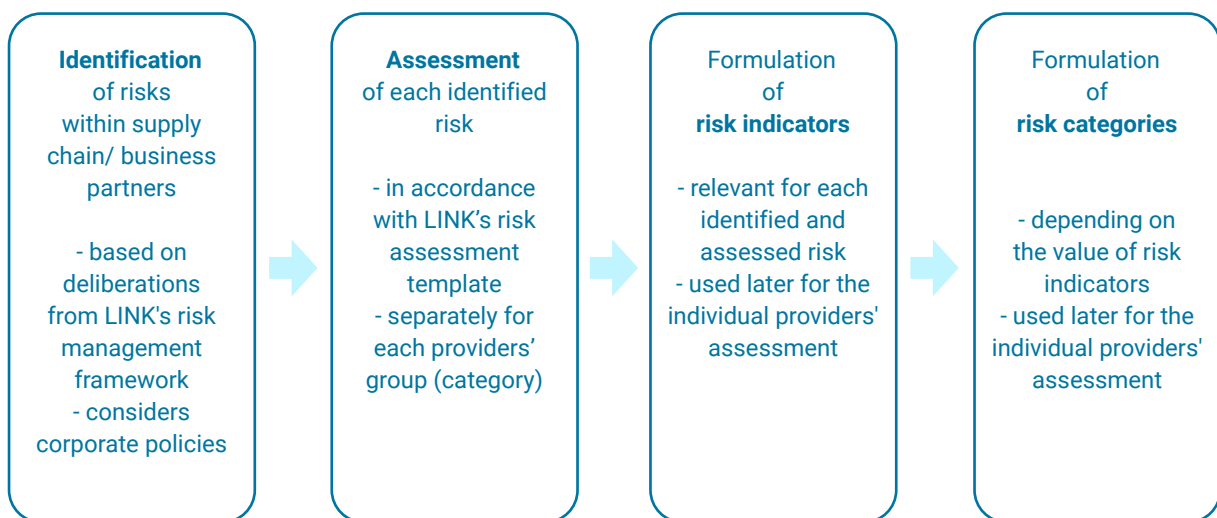 Identification
of risks
within supply
chain/ business
partners
- based on
deliberations
from LINK's risk
management
framework
- considers
corporate policies
Assessment
of each identified
risk
- in accordance
with LINK’s risk
assessment
template
- separately for
each providers’
group (category)
Formulation
of
risk indicators
- relevant for each
identified and
assessed risk
- used later for the
individual providers'
assessment
Formulation
of
risk categories
- depending on
the value of risk
indicators
- used later for the
individual providers'
assessment